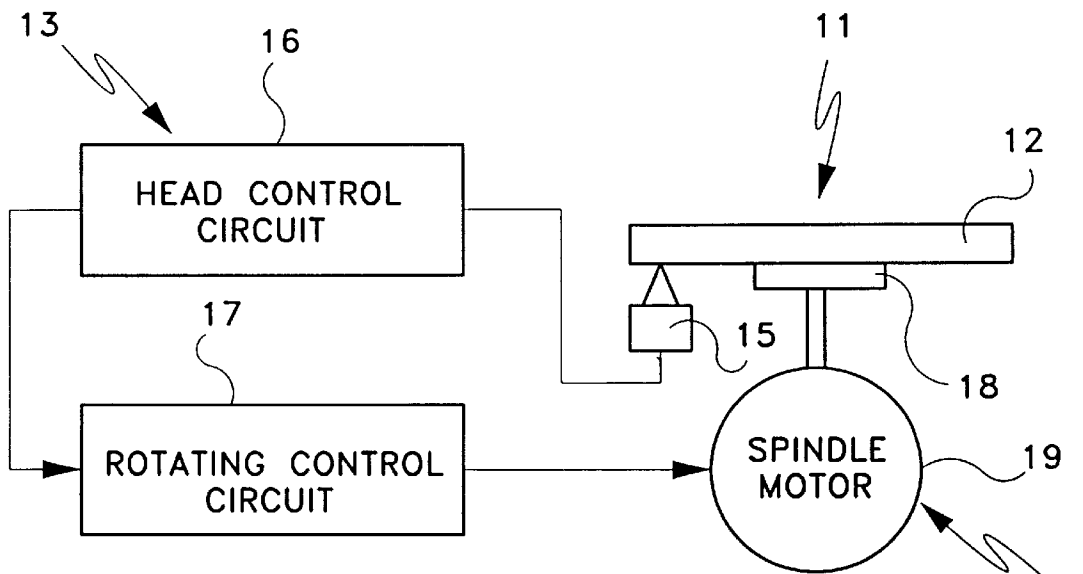 13
16
11
12
HEAD CONTROL
CIRCUIT
17
15
18
ROTATING CONTROL
CIRCUIT
SPINDLE
MOTOR
19